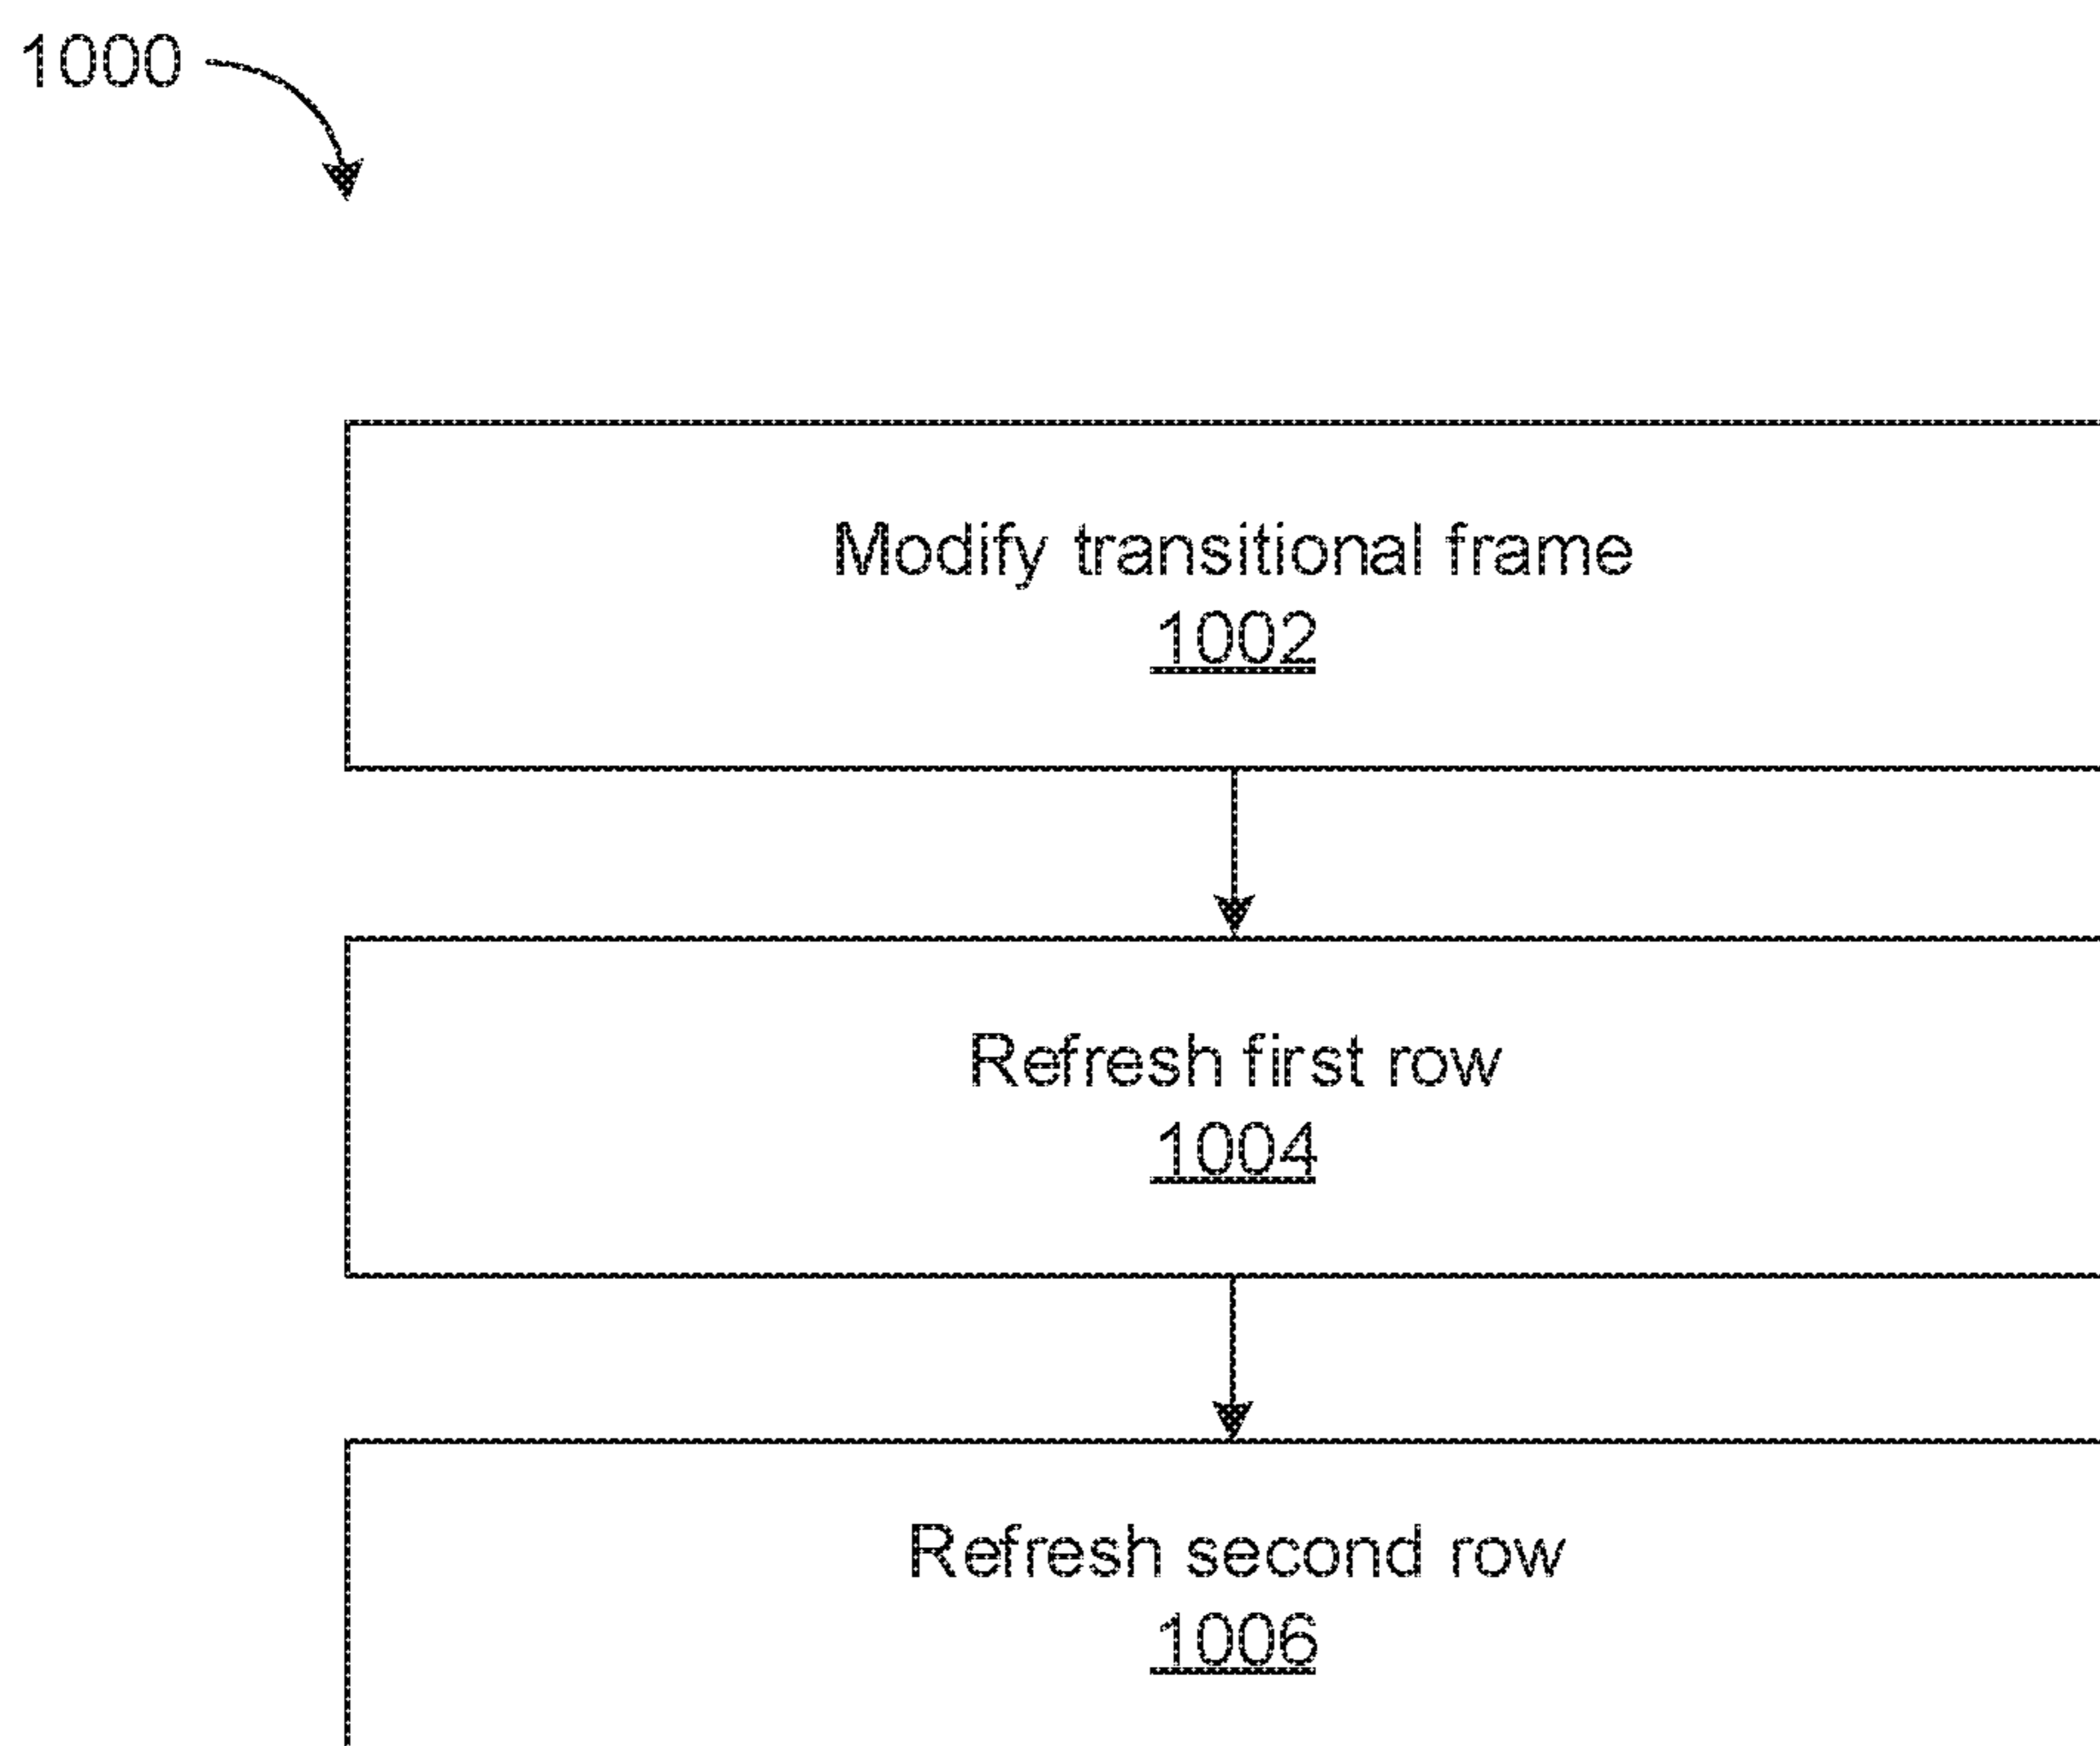 1000
Modify transitional frame
1002
Refresh first row
1004
Refresh second row
1006